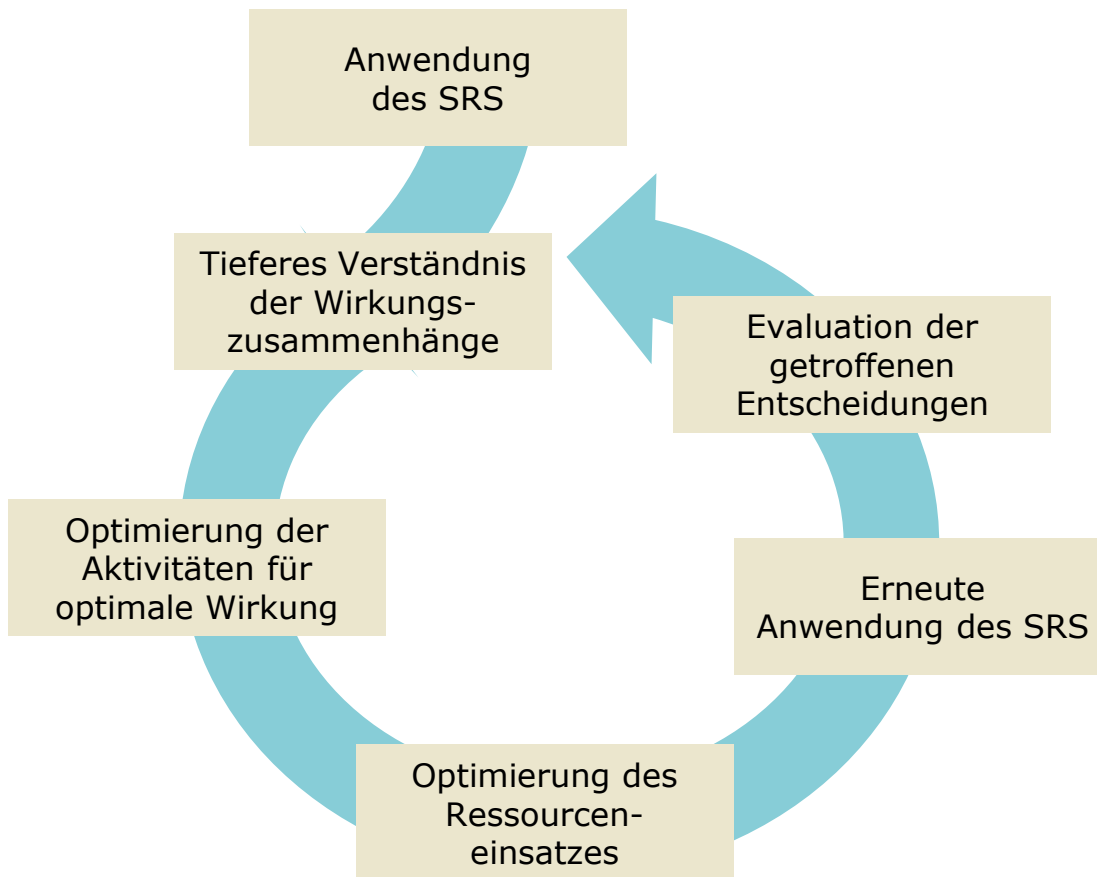 Anwendung
des SRS
Tieferes Verständnis
der Wirkungs-
zusammenhänge
Optimierung der
Aktivitäten für
optimale Wirkung
Optimierung des
Ressourcen-
einsatzes
Erneute
Anwendung des SRS
Evaluation der
getroffenen
Entscheidungen